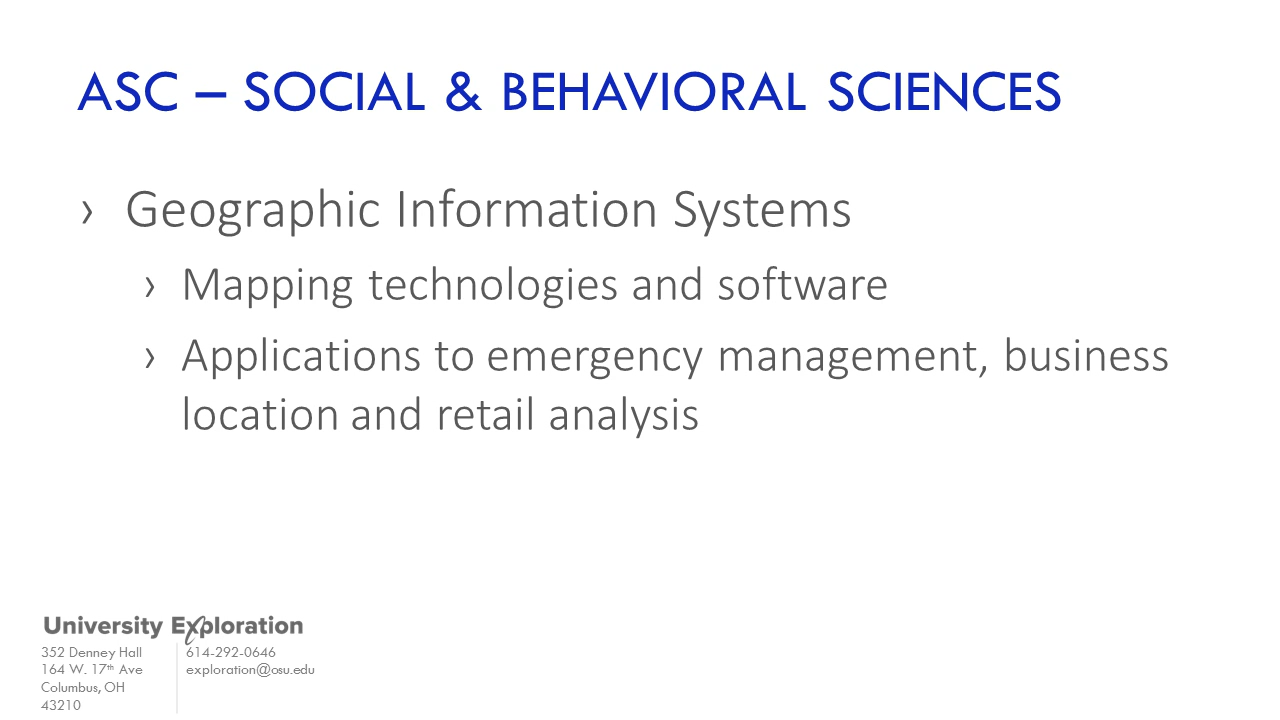 ASC – SOCIAL & BEHAVIORAL SCIENCES
› Geographic Information Systems
› Mapping technologies and software
› Applications to emergency management, business
location and retail analysis
University Exploration
352 Denney Hall
164 W. 17th Ave
Columbus, OH
43210
614-292-0646
exploration@osu.edu